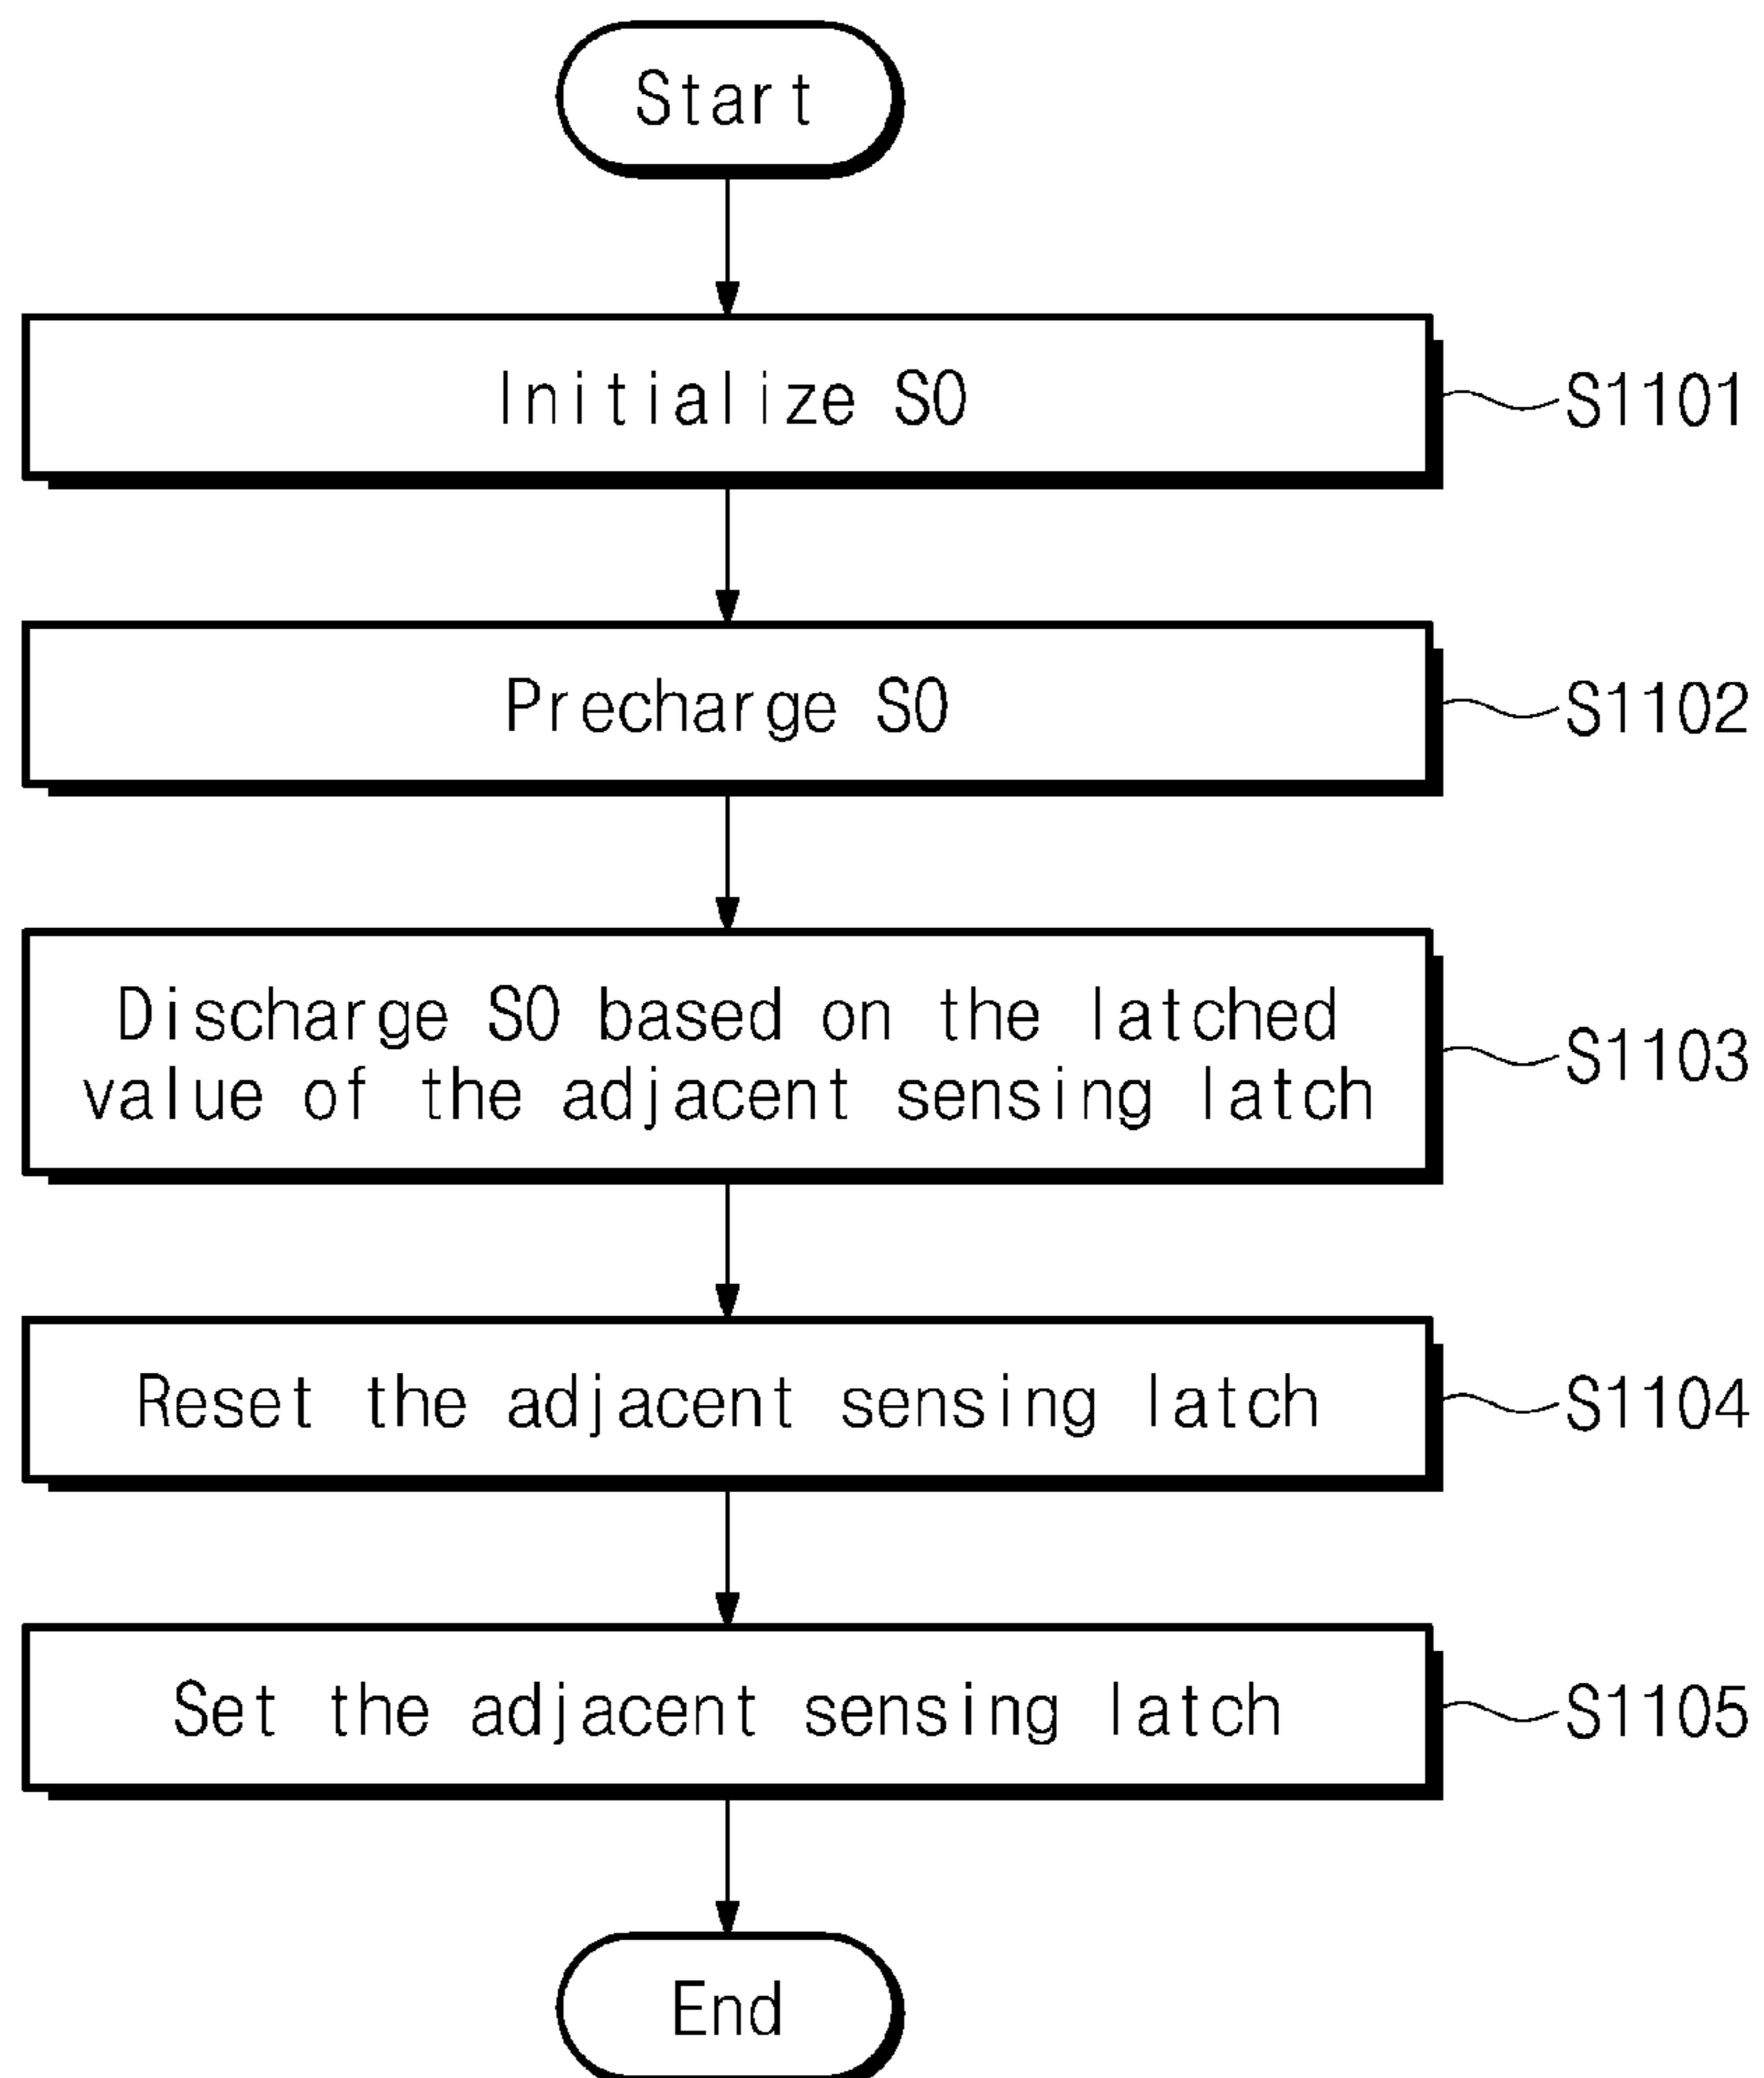 Start
Initialize SO
S1101
Precharge SO
S1102
Discharge SO based on the latched
value of the adjacent sensing latch
S1103
Reset the adjacent sensing latch
S1104
Set the adjacent sensing latch
S1105
End